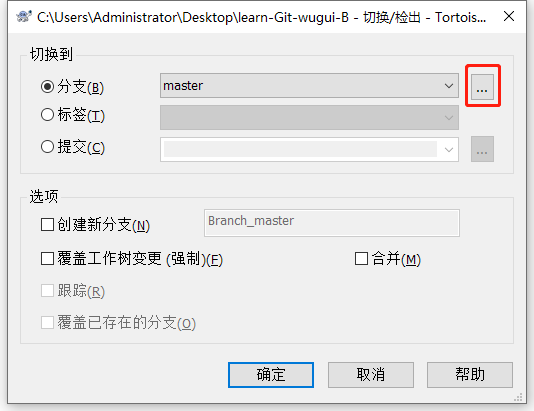 C:\Users\Administrator\Desktop\learn-Git-wugui-B - 切换/检出 - Tortois...
切换到
分支(B)
master
...
标签(T)
提交(C)
...
选项
创建新分支(N)
Branch_master
覆盖工作树变更 (强制)(F)
合并(M)
跟踪(R)
覆盖已存在的分支(O)
确定
取消
帮助